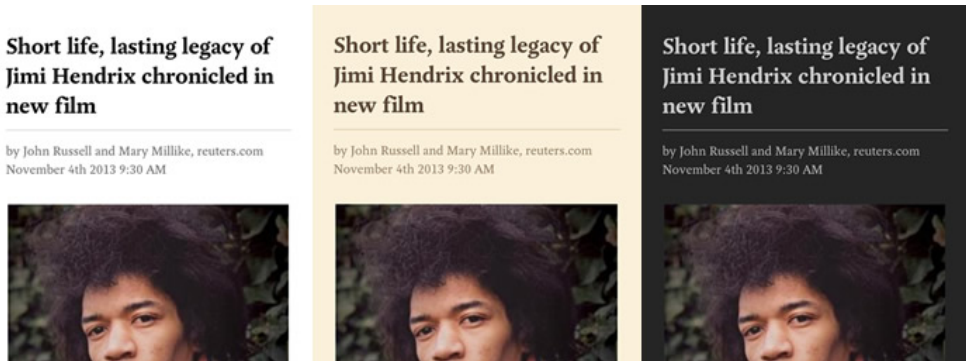 Short life, lasting legacy of
Jimi Hendrix chronicled in
new film
by John Russell and Mary Millike, reuters.com
November 4th 2013 9:30 AM
Short life, lasting legacy of
Jimi Hendrix chronicled in
new film
by John Russell and Mary Millike, reuters.com
November 4th 2013 9:30 AM
Short life, lasting legacy of
Jimi Hendrix chronicled in
new film
by John Russell and Mary Millike, reuters.com
November 4th 2013 9:30 AM